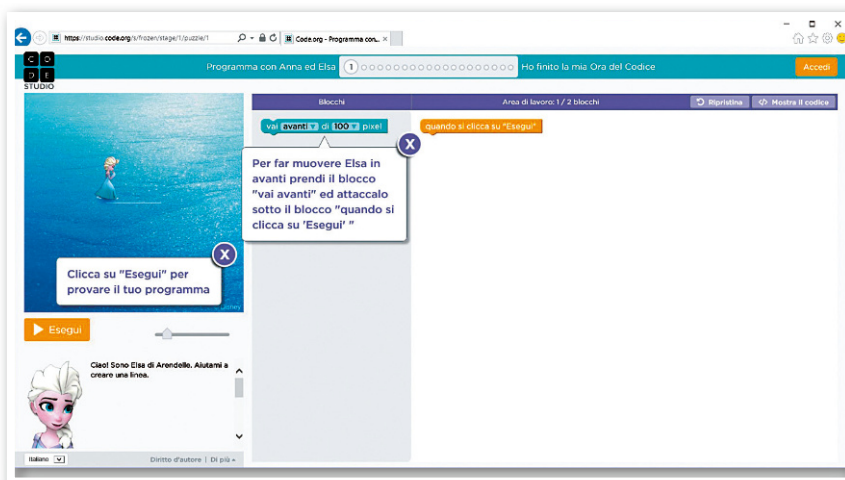 https://studio.code.org/s/frozen/stage/1/puzzle/1
Code.org - Programma con...
C O
D E
STUDIO
Programma con Anna ed Elsa
1
Ho finito la mia Ora del Codice
Accedi
Blocchi
Area di lavoro: 1 / 2 blocchi
Ripristina
</> Mostra il codice
vai avanti di 100 pixel
quando si clicca su "Esegui"
X
Per far muovere Elsa in
avanti prendi il blocco
"vai avanti" ed attaccalo
sotto il blocco "quando si
clicca su 'Esegui' "
X
Clicca su "Esegui" per
provare il tuo programma
Esegui
Ciao! Sono Elsa di Arendelle. Aiutami a
creare una linea.
Italiano
Diritto d'autore | Di più